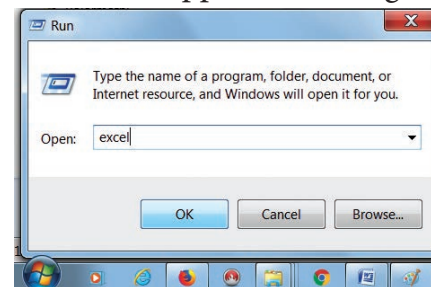 Run
X
Type the name of a program, folder, document, or
Internet resource, and Windows will open it for you.
Open: excel
OK Cancel Browse...